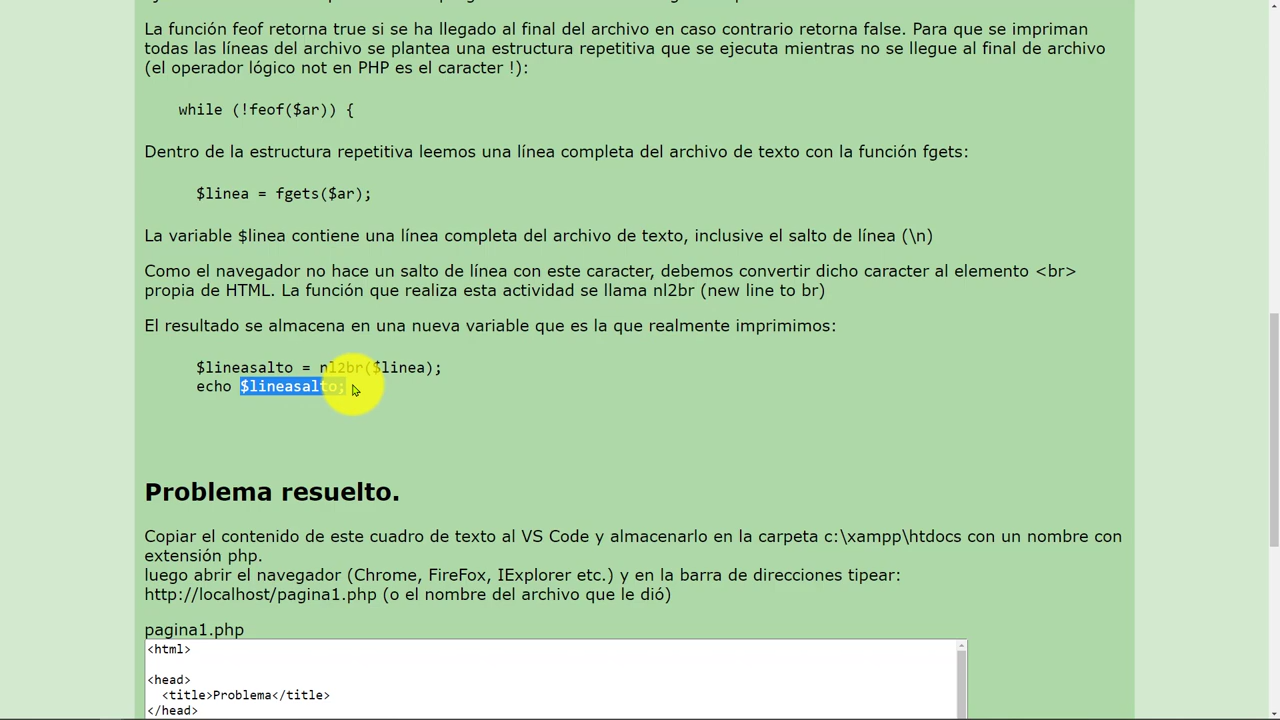 La función feof retorna true si se ha llegado al final del archivo en caso contrario retorna false. Para que se impriman
todas las líneas del archivo se plantea una estructura repetitiva que se ejecuta mientras no se llegue al final de archivo
(el operador lógico not en PHP es el caracter !):
while (!feof($ar)) {
Dentro de la estructura repetitiva leemos una línea completa del archivo de texto con la función fgets:
$linea = fgets($ar);
La variable $linea contiene una línea completa del archivo de texto, inclusive el salto de línea (\n)
Como el navegador no hace un salto de línea con este caracter, debemos convertir dicho caracter al elemento <br>
propia de HTML. La función que realiza esta actividad se llama nl2br (new line to br)
El resultado se almacena en una nueva variable que es la que realmente imprimimos:
$lineasalto = nl2br($linea);
echo $lineasalto;
Problema resuelto.
Copiar el contenido de este cuadro de texto al VS Code y almacenarlo en la carpeta c:\xampp\htdocs con un nombre con
extensión php.
luego abrir el navegador (Chrome, FireFox, IExplorer etc.) y en la barra de direcciones tipear:
http://localhost/pagina1.php (o el nombre del archivo que le dió)
pagina1.php
<html>
<head>
<title>Problema</title>
</head>